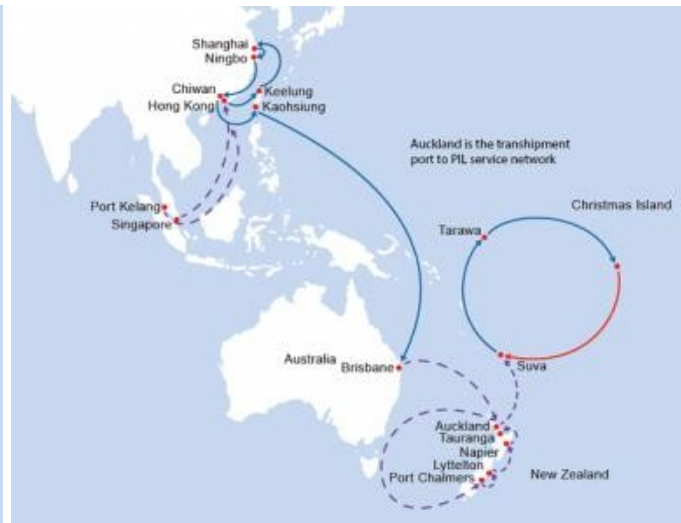 Shanghai
Ningbo
Chiwan
Hong Kong
Keelung
Kaohsiung
Auckland is the transhipment
port to PIL service network
Port Kelang
Singapore
Christmas Island
Tarawa
Australia
Brisbane
Suva
Auckland
Tauranga
Napier
Lyttelton
Port Chalmers
New Zealand